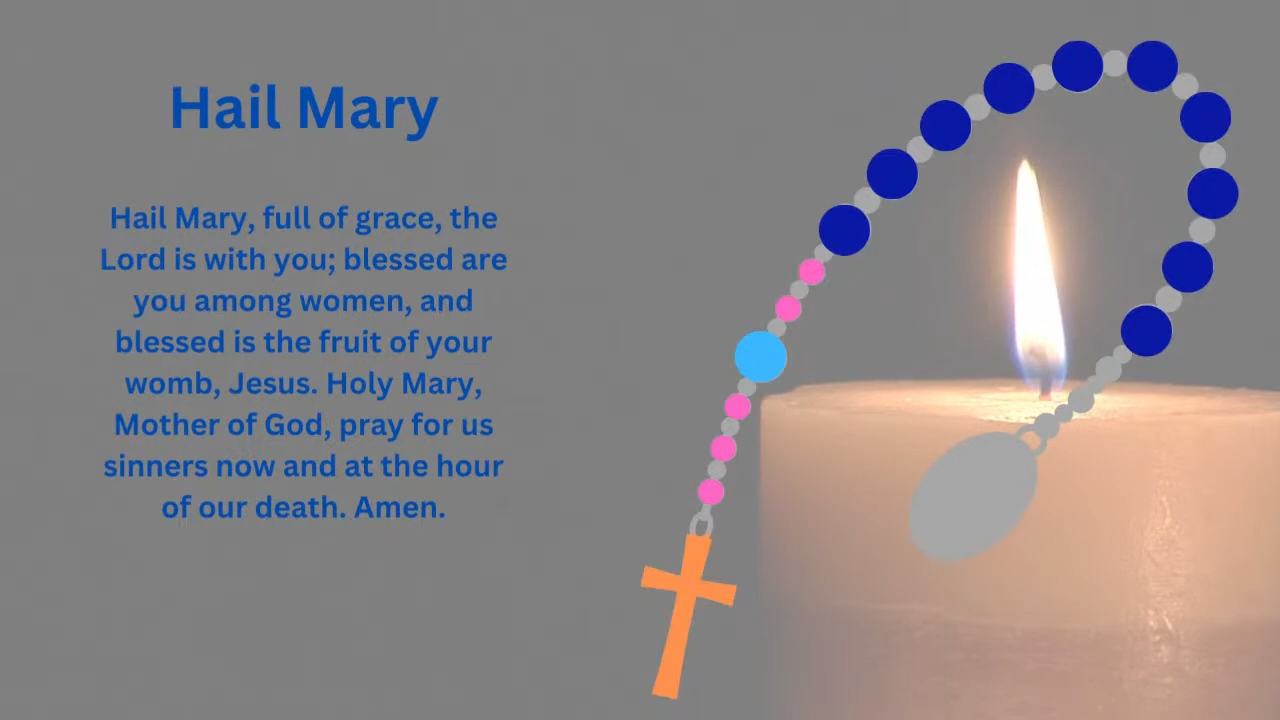 Hail Mary
Hail Mary, full of grace, the
Lord is with you; blessed are
you among women, and
blessed is the fruit of your
womb, Jesus. Holy Mary,
Mother of God, pray for us
sinners now and at the hour
of our death. Amen.